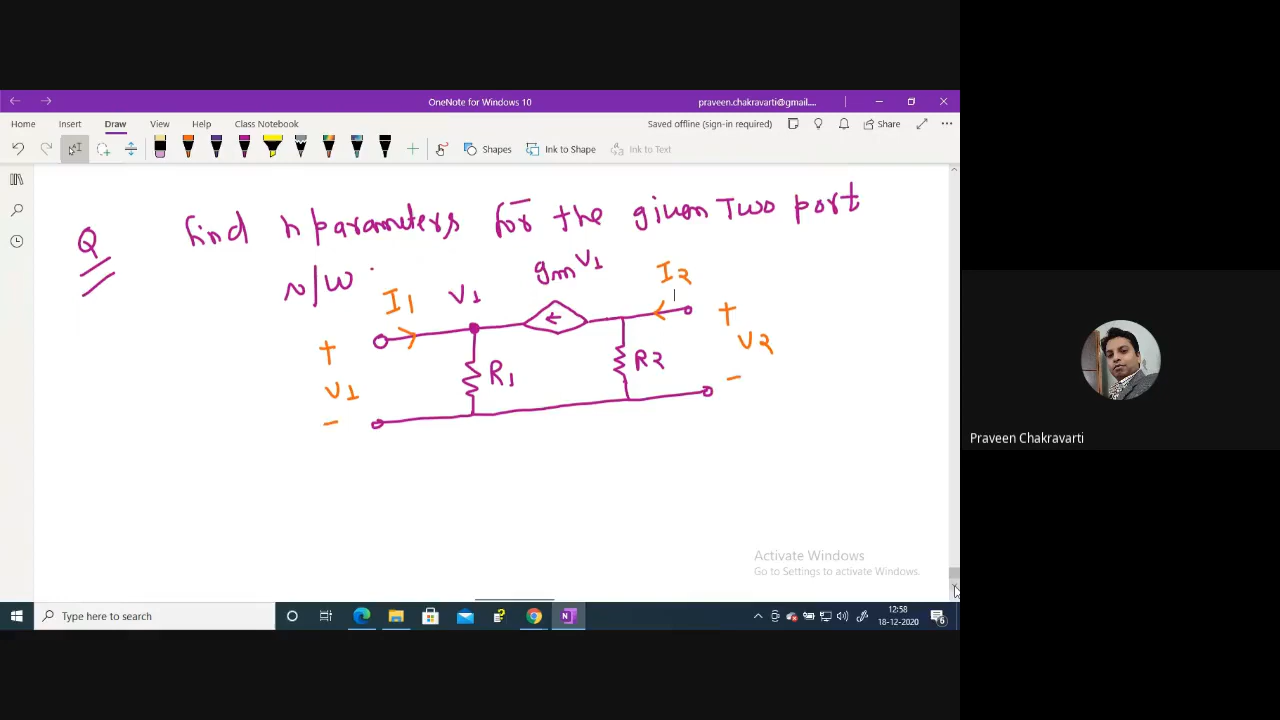 OneNote for Windows 10
praveen.chakravarti@gmail....
Home Insert Draw View Help Class Notebook
Saved offline (sign-in required)
Share
Shapes
Ink to Shape
Ink to Text
Q find h parameters for the given Two port
N/W
I1
V1
gmV1
I2
+
V1
-
R1
R2
+
V2
-
Praveen Chakravarti
Activate Windows
Go to Settings to activate Windows.
Type here to search
12:58
18-12-2020
6